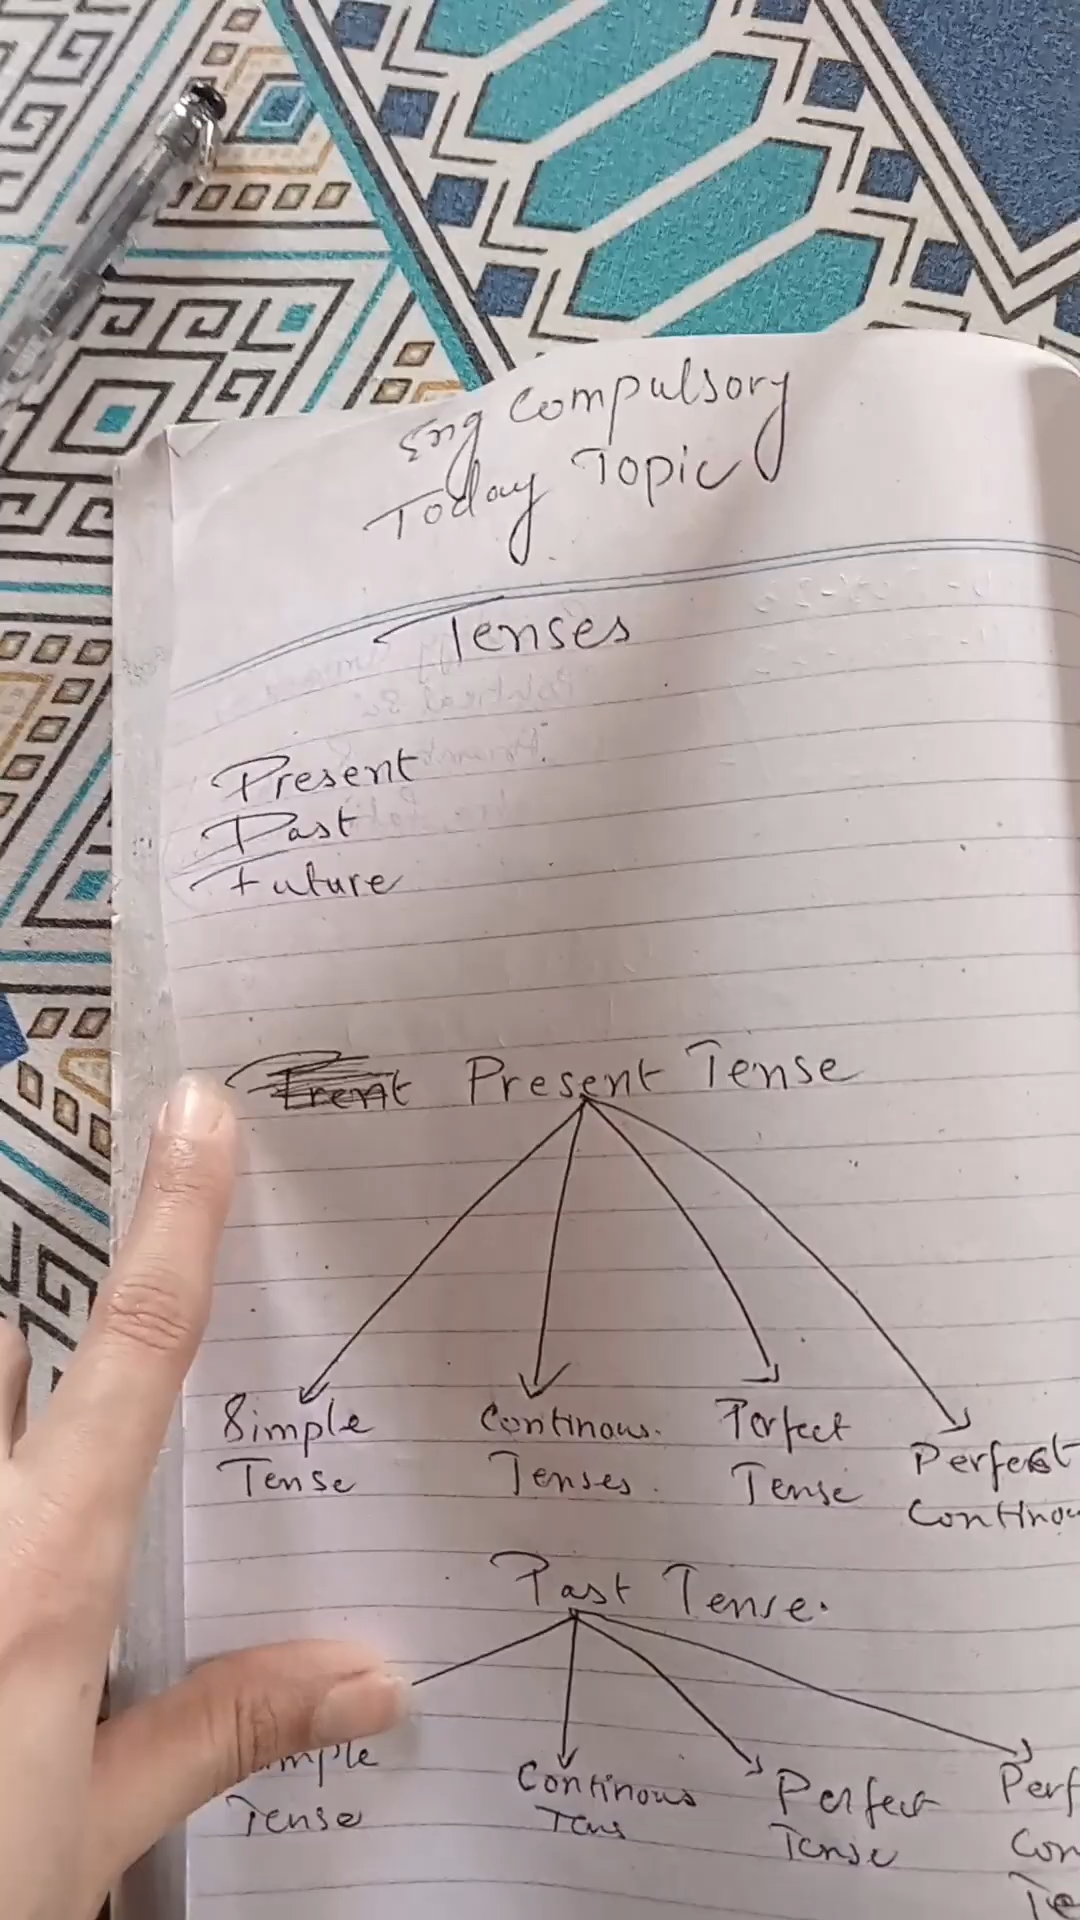 Eng Compulsory
Today Topic
Tenses
Present
Past
Future
Present Tense
Simple Tense
Continous. Tenses.
Perfect Tense
Perfect
Past Tense.
Tense
Continous
Perfect Tense